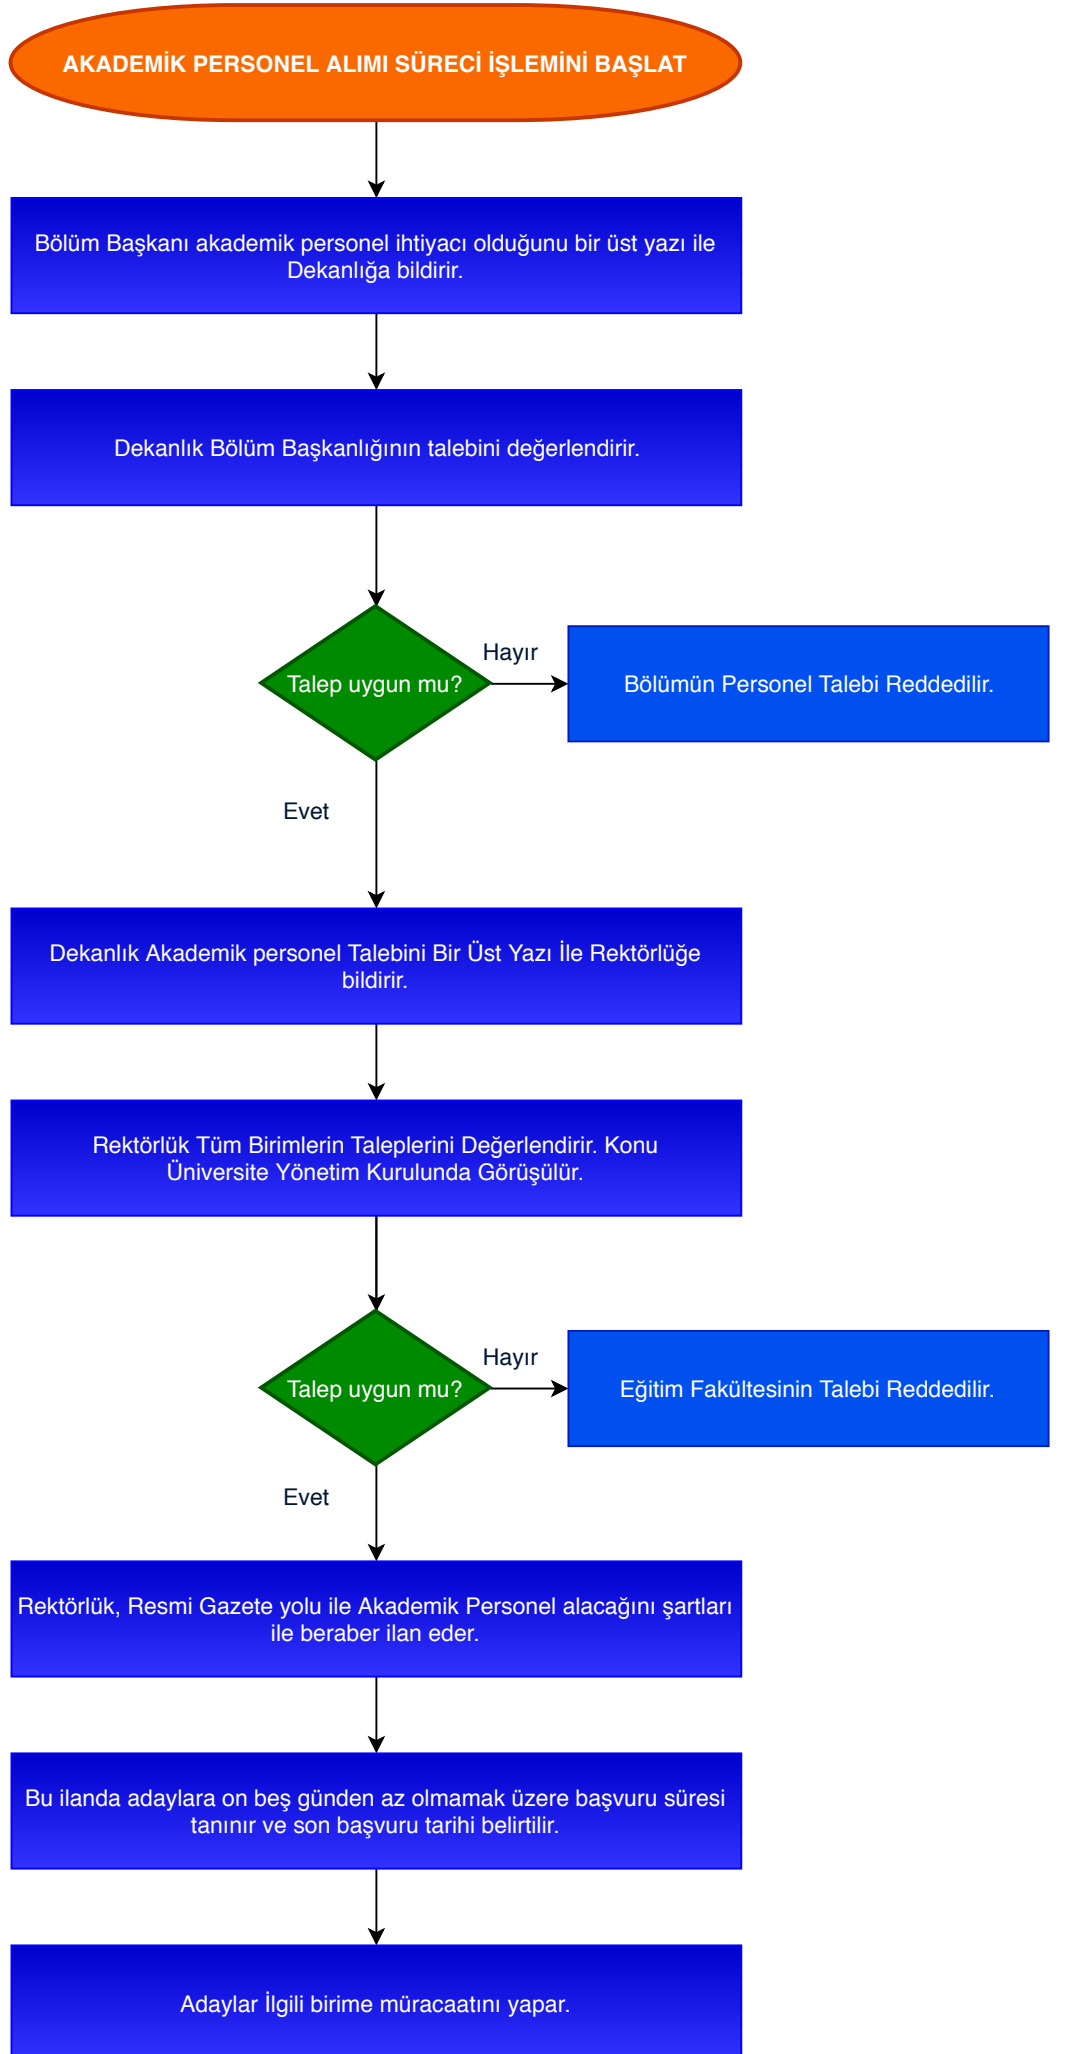 AKADEMİK PERSONEL ALIMI SÜRECİ İŞLEMİNİ BAŞLAT
Bölüm Başkanı akademik personel ihtiyacı olduğunu bir üst yazı ile
Dekanlığa bildirir.
Dekanlık Bölüm Başkanlığının talebini değerlendirir.
Talep uygun mu?
Hayır
Bölümün Personel Talebi Reddedilir.
Evet
Dekanlık Akademik personel Talebini Bir Üst Yazı İle Rektörlüğe
bildirir.
Rektörlük Tüm Birimlerin Taleplerini Değerlendirir. Konu
Üniversite Yönetim Kurulunda Görüşülür.
Talep uygun mu?
Hayır
Eğitim Fakültesinin Talebi Reddedilir.
Evet
Rektörlük, Resmi Gazete yolu ile Akademik Personel alacağını şartları
ile beraber ilan eder.
Bu ilanda adaylara on beş günden az olmamak üzere başvuru süresi
tanınır ve son başvuru tarihi belirtilir.
Adaylar İlgili birime müracaatını yapar.